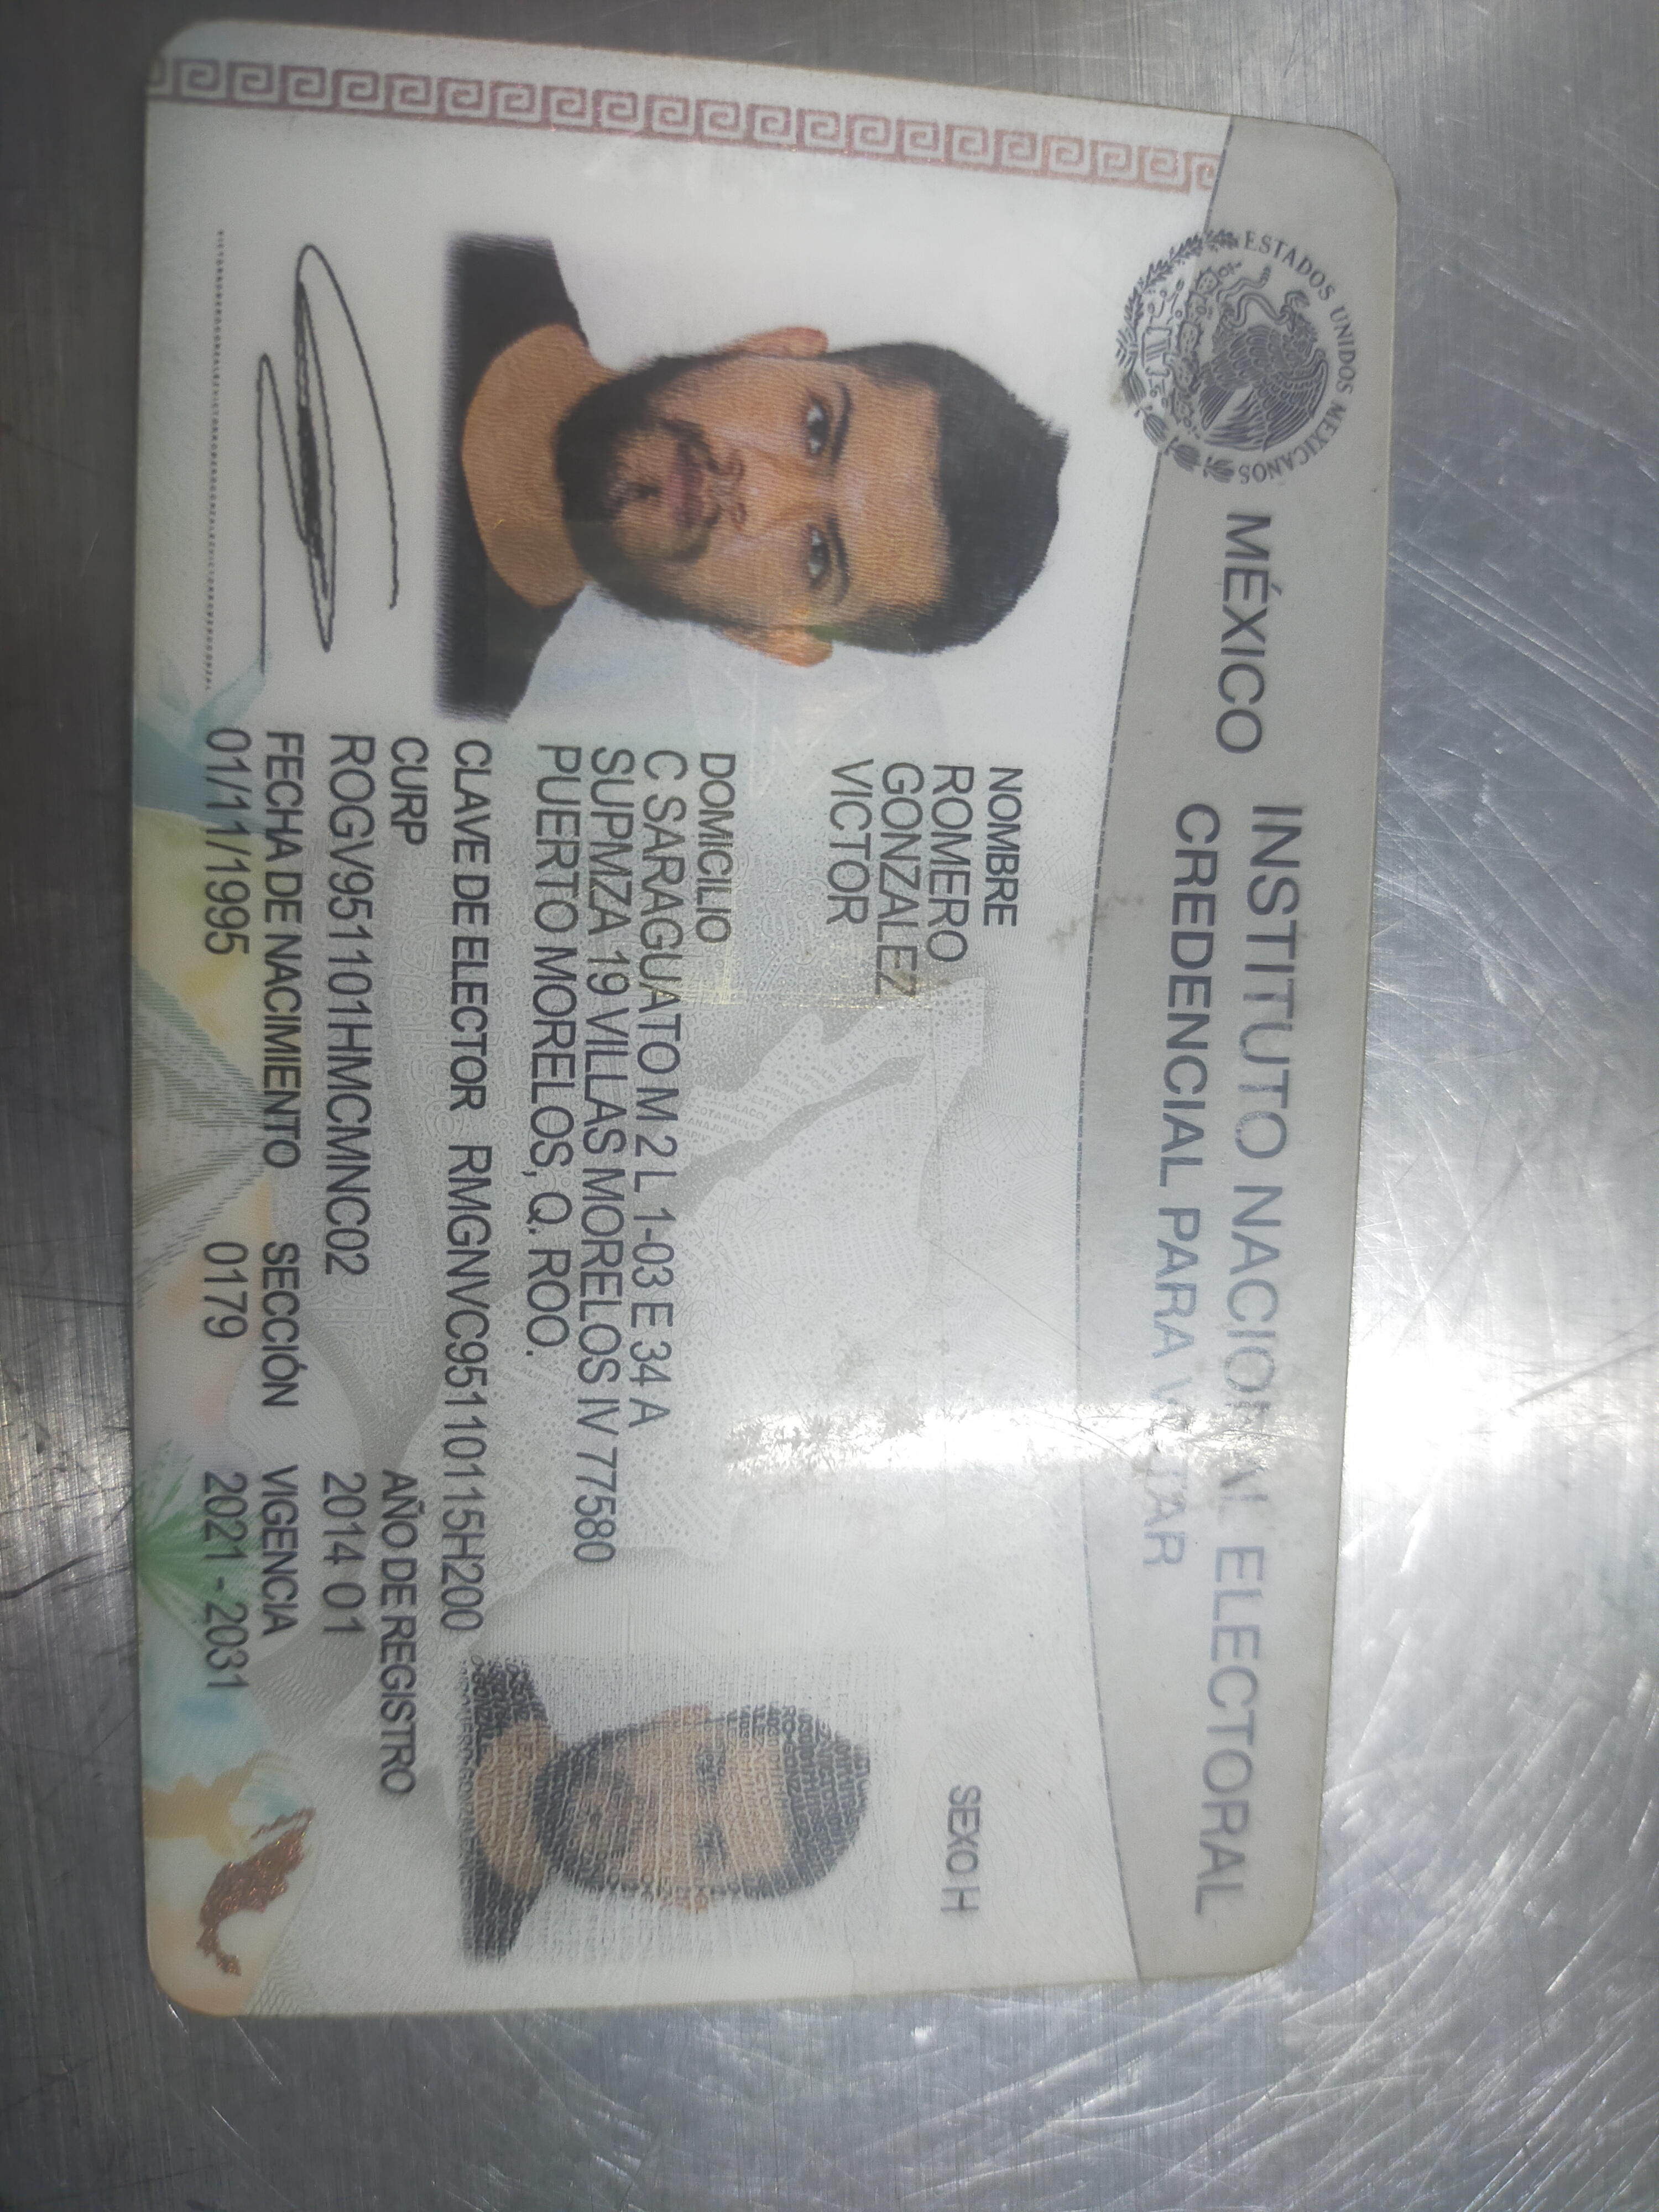 ESTADOS UNIDOS MEXICANOS
MÉXICO
INSTITUTO NACIONAL ELECTORAL
CREDENCIAL PARA VOTAR
NOMBRE
ROMERO
GONZALEZ
VICTOR
SEXO H
DOMICILIO
C SARAGUATO M 2 L 1-03 E 34 A
SUPMZA 19 VILLAS MORELOS IV 77580
PUERTO MORELOS, Q. ROO.
CLAVE DE ELECTOR RMGNVC95110115H200
CURP
ROGV951101HMCMNC02
AÑO DE REGISTRO
2014 01
FECHA DE NACIMIENTO
01/11/1995
SECCIÓN
0179
VIGENCIA
2021 - 2031